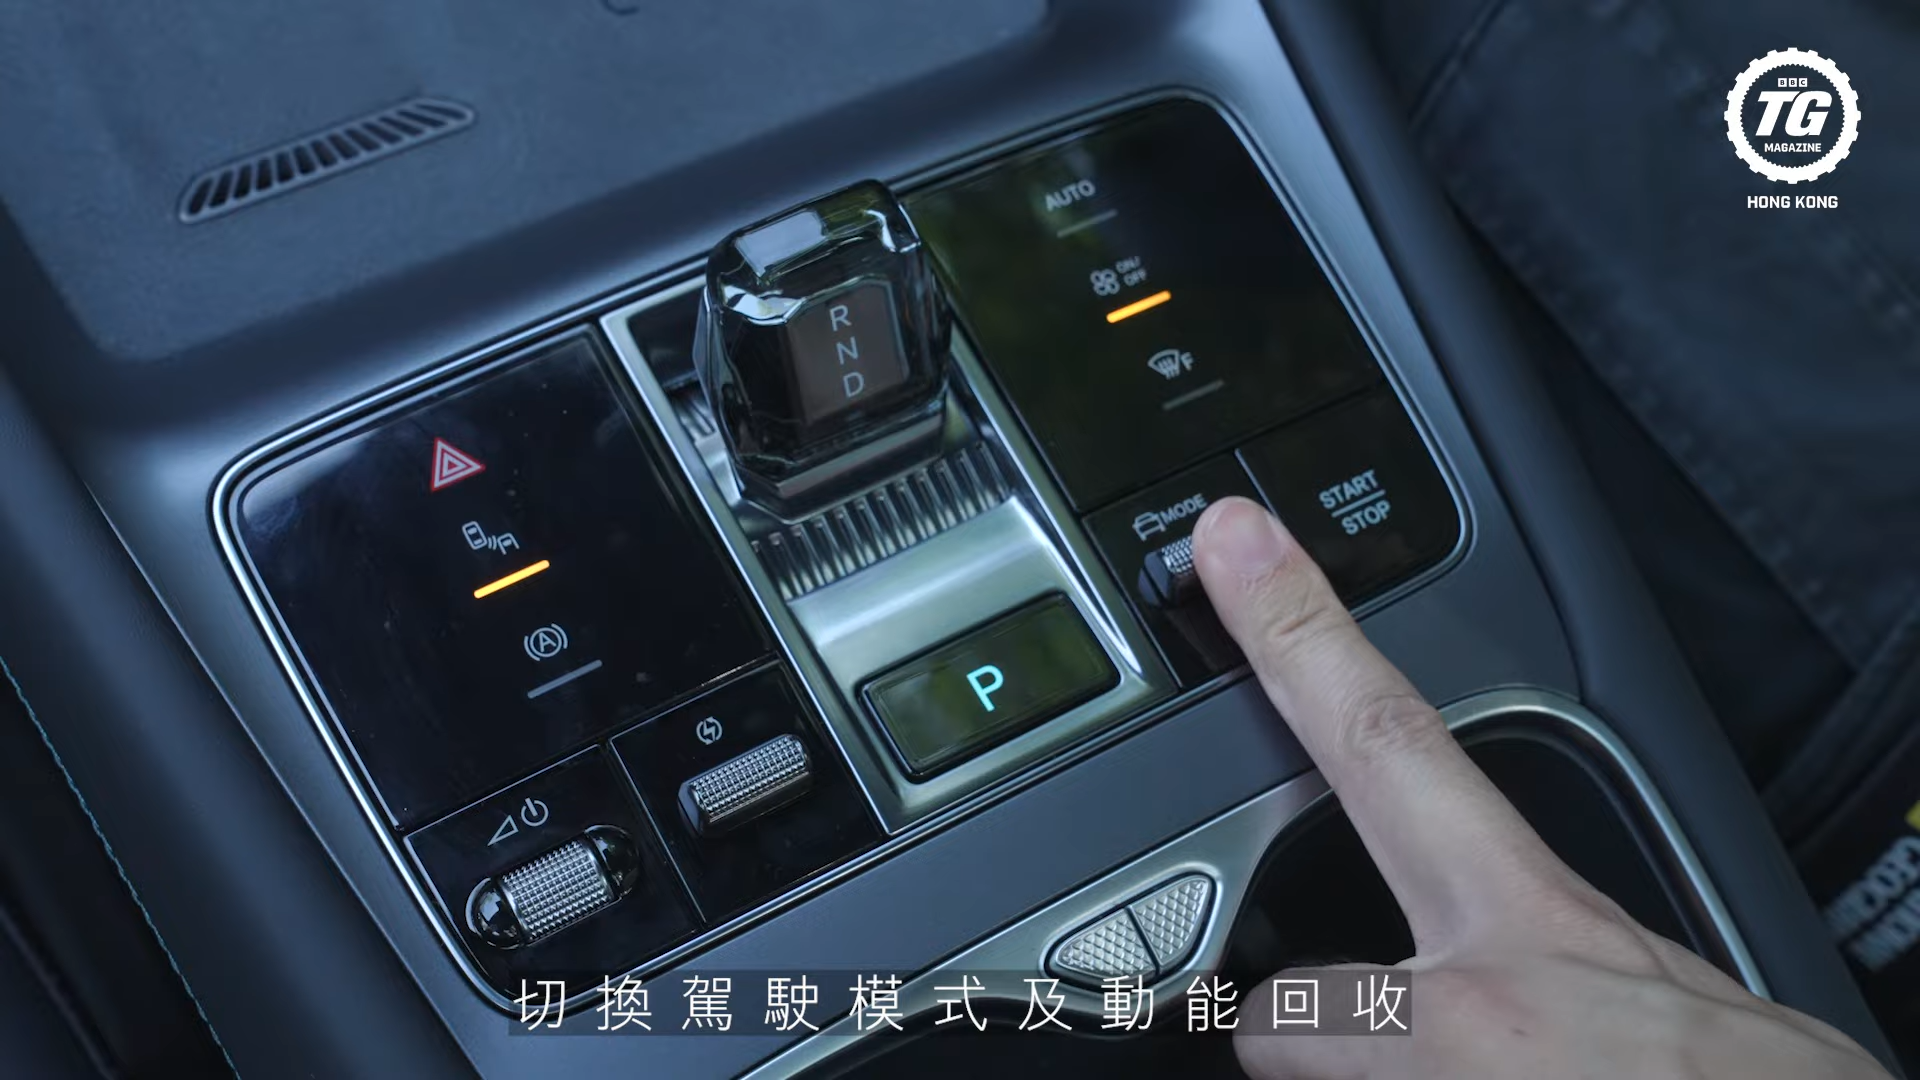 BBC
TG
MAGAZINE
HONG KONG
AUTO
ON/
OFF
F
R
N
D
A
MODE
START
STOP
P
切換駕駛模式及動能回收